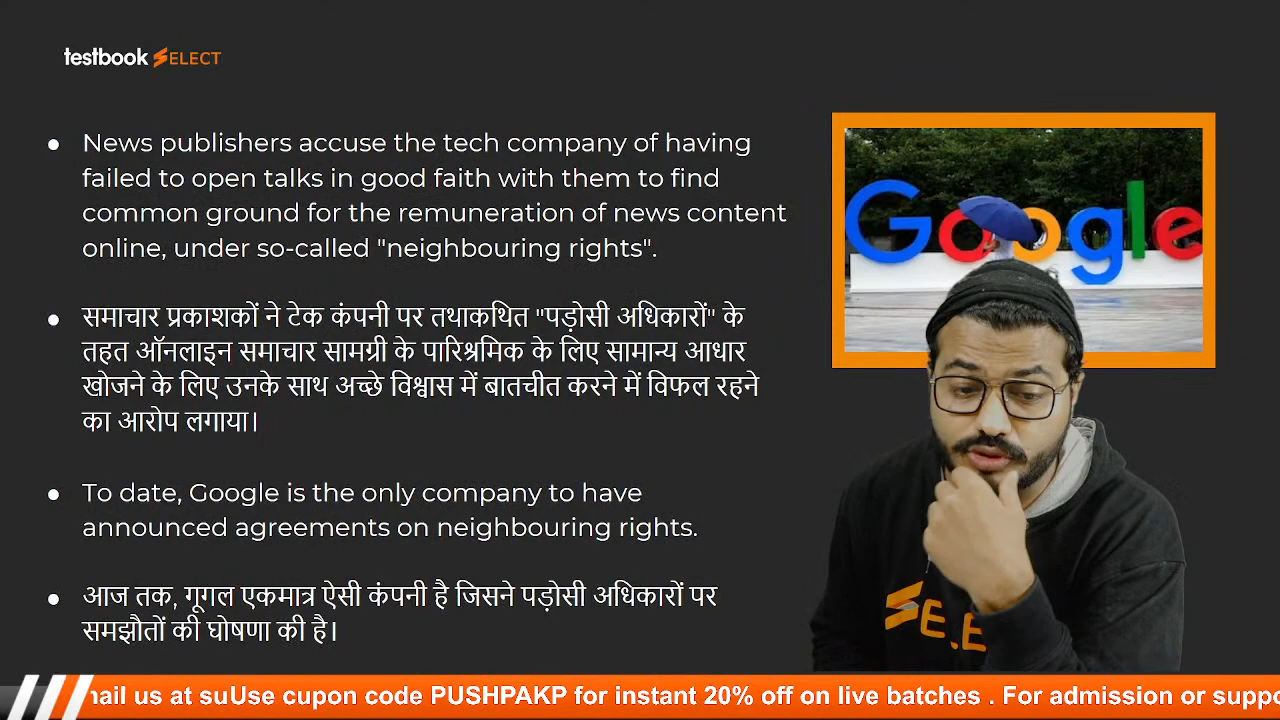 testbook SELECT
News publishers accuse the tech company of having
failed to open talks in good faith with them to find
common ground for the remuneration of news content
online, under so-called "neighbouring rights".
समाचार प्रकाशकों ने टेक कंपनी पर तथाकथित "पड़ोसी अधिकारों" के
तहत ऑनलाइन समाचार सामग्री के पारिश्रमिक के लिए सामान्य आधार
खोजने के लिए उनके साथ अच्छे विश्वास में बातचीत करने में विफल रहने
का आरोप लगाया।
To date, Google is the only company to have
announced agreements on neighbouring rights.
आज तक, गूगल एकमात्र ऐसी कंपनी है जिसने पड़ोसी अधिकारों पर
समझौतों की घोषणा की है।
Google
SELE
mail us at suUse cupon code PUSHPAKP for instant 20% off on live batches . For admission or suppo